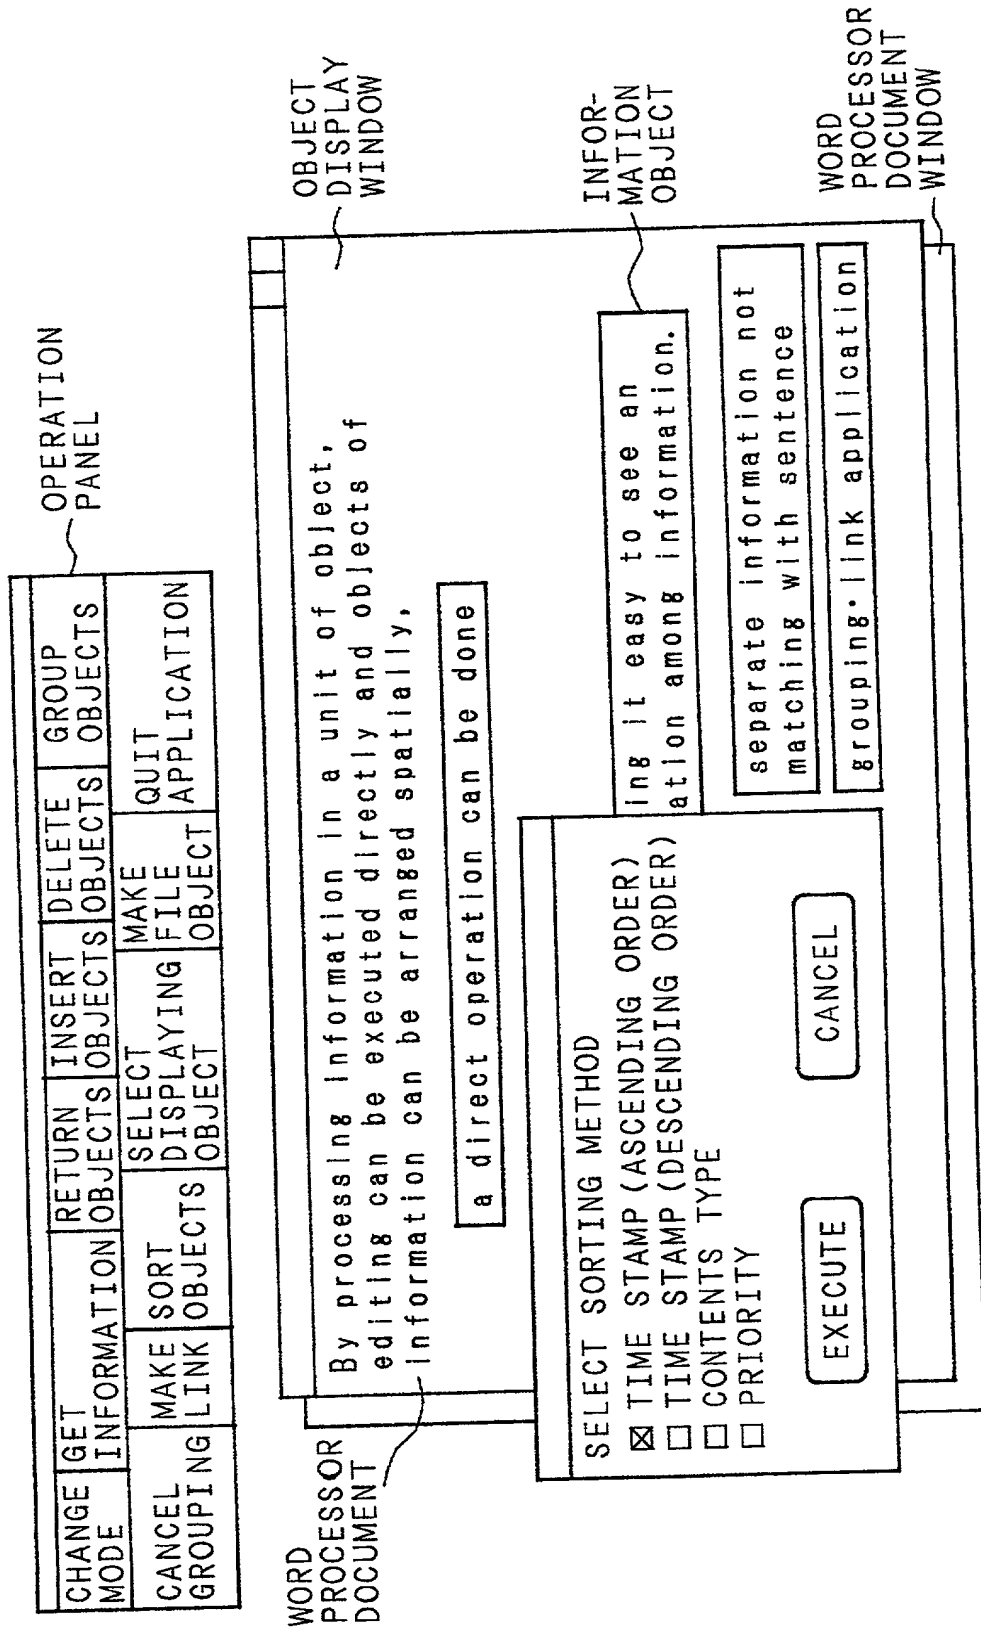 CHANGE
MODE
GET
INFORMATION
RETURN
OBJECTS
INSERT
OBJECTS
DELETE
OBJECTS
GROUP
OBJECTS
CANCEL
GROUPING
MAKE
LINK
SORT
OBJECTS
SELECT
DISPLAYING
OBJECT
MAKE
FILE
OBJECT
QUIT
APPLICATION
OPERATION
PANEL
WORD
PROCESSOR
DOCUMENT
By processing information in a unit of object,
editing can be executed directly and objects of
information can be arranged spatially,
a direct operation can be done
OBJECT
DISPLAY
WINDOW
SELECT SORTING METHOD
☒ TIME STAMP (ASCENDING ORDER)
☐ TIME STAMP (DESCENDING ORDER)
☐ CONTENTS TYPE
☐ PRIORITY
EXECUTE
CANCEL
ing it easy to see an
ation among information.
INFOR-
MATION
OBJECT
separate information not
matching with sentence
grouping·link application
WORD
PROCESSOR
DOCUMENT
WINDOW